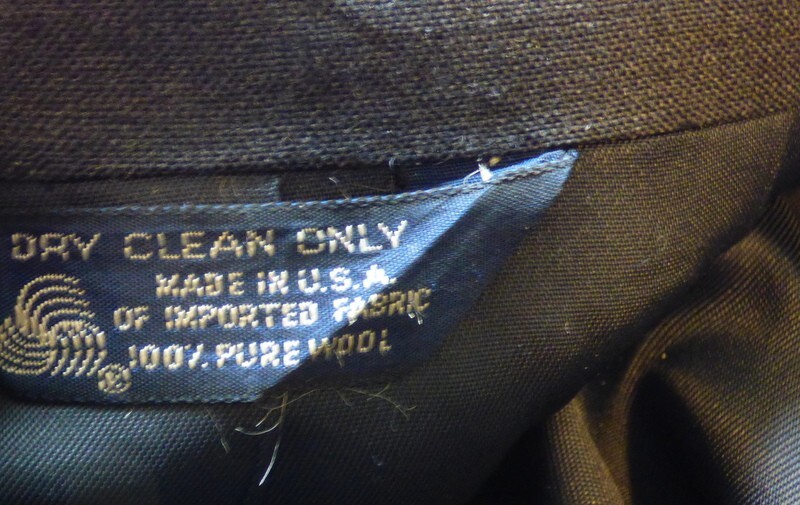 DRY CLEAN ONLY
MADE IN U.S.A.
OF IMPORTED FABRIC
100% PURE WOOL
®